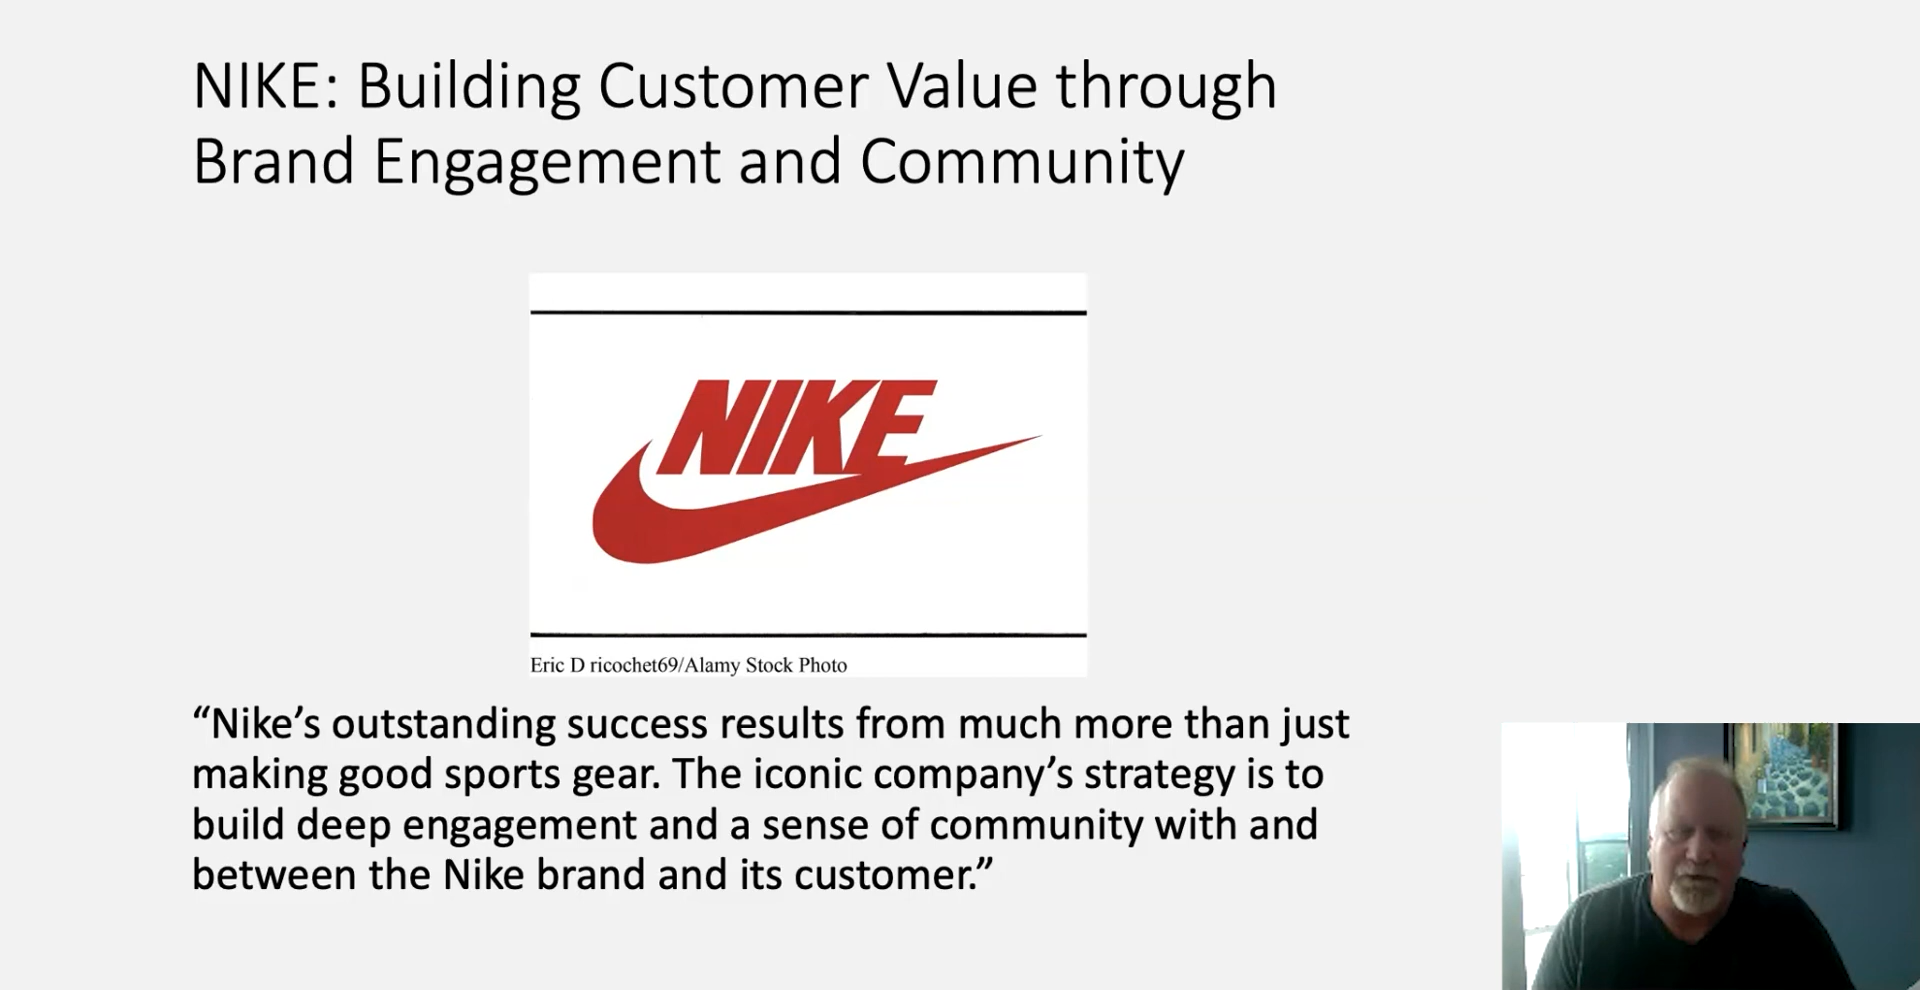 NIKE: Building Customer Value through
Brand Engagement and Community
NIKE
Eric D ricochet69/Alamy Stock Photo
“Nike’s outstanding success results from much more than just
making good sports gear. The iconic company’s strategy is to
build deep engagement and a sense of community with and
between the Nike brand and its customer.”